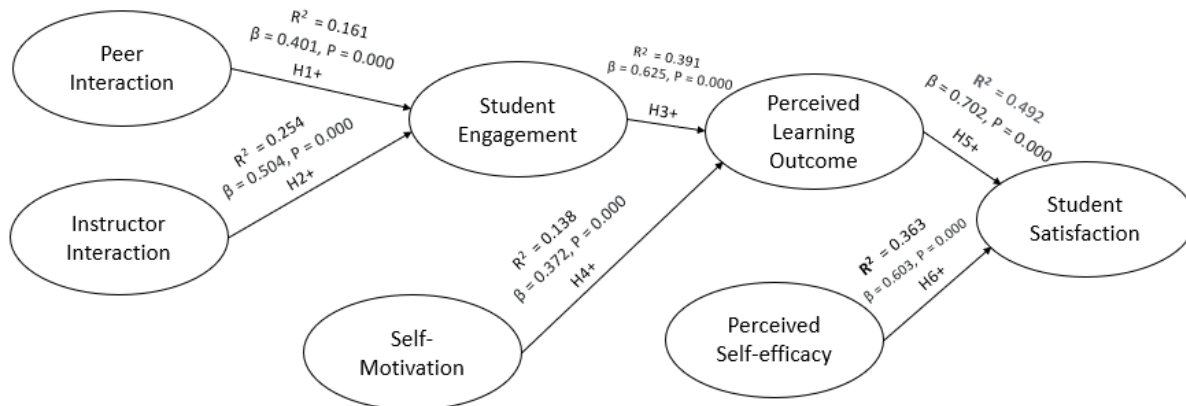 Peer
Interaction
R² = 0.161
β = 0.401, P = 0.000
H1+
Instructor
Interaction
R² = 0.254
β = 0.504, P = 0.000
H2+
Student
Engagement
R² = 0.391
β = 0.625, P = 0.000
H3+
Self-
Motivation
R² = 0.138
β = 0.372, P = 0.000
H4+
Perceived
Learning
Outcome
R² = 0.492
β = 0.702, P = 0.000
H5+
Perceived
Self-efficacy
R² = 0.363
β = 0.603, P = 0.000
H6+
Student
Satisfaction